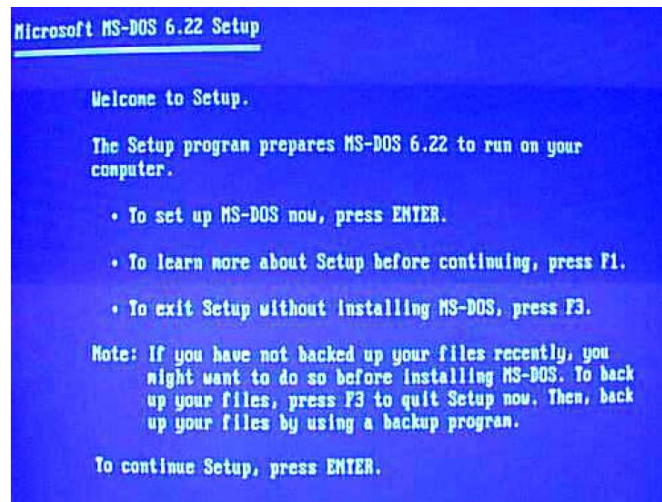 Microsoft MS-DOS 6.22 Setup
Welcome to Setup.
The Setup program prepares MS-DOS 6.22 to run on your
computer.
• To set up MS-DOS now, press ENTER.
• To learn more about Setup before continuing, press F1.
• To exit Setup without installing MS-DOS, press F3.
Note: If you have not backed up your files recently, you
might want to do so before installing MS-DOS. To back
up your files, press F3 to quit Setup now. Then, back
up your files by using a backup program.
To continue Setup, press ENTER.